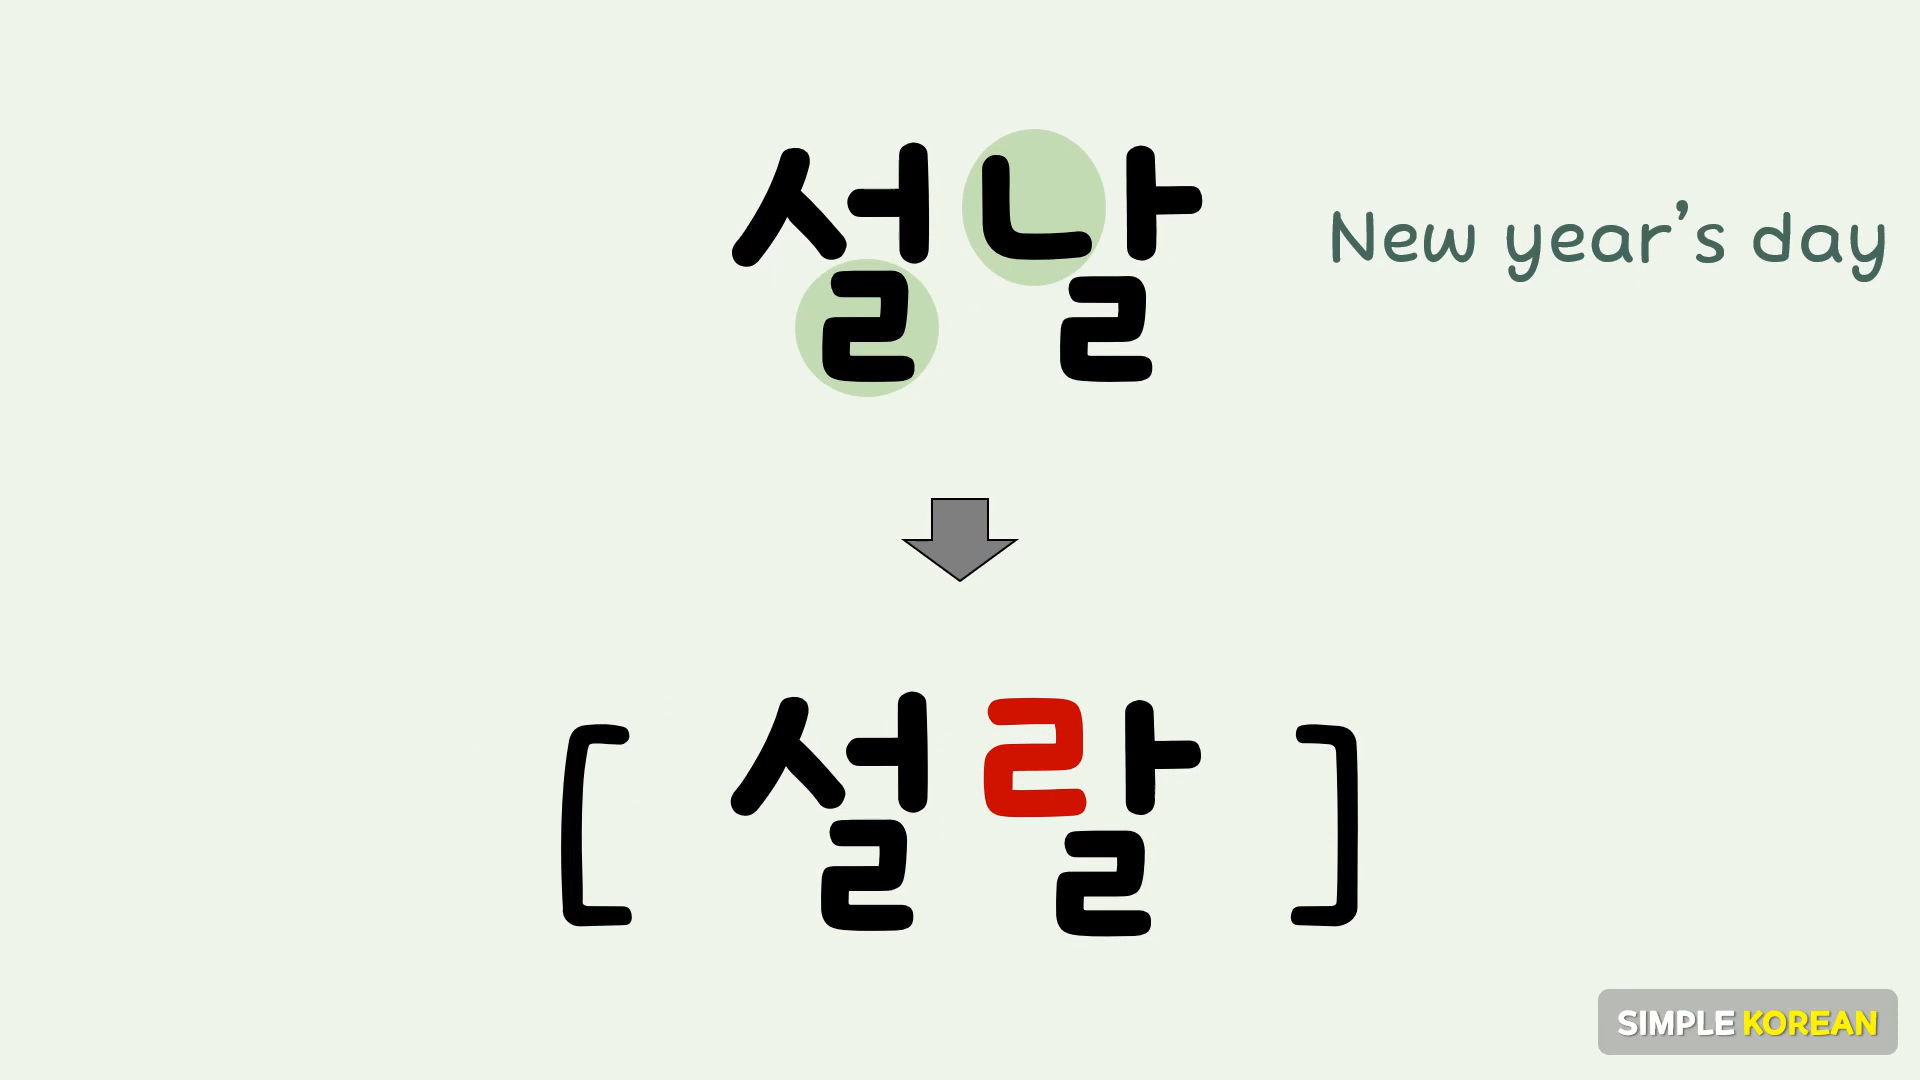 설날
New year’s day
[ 설랄 ]
SIMPLE KOREAN